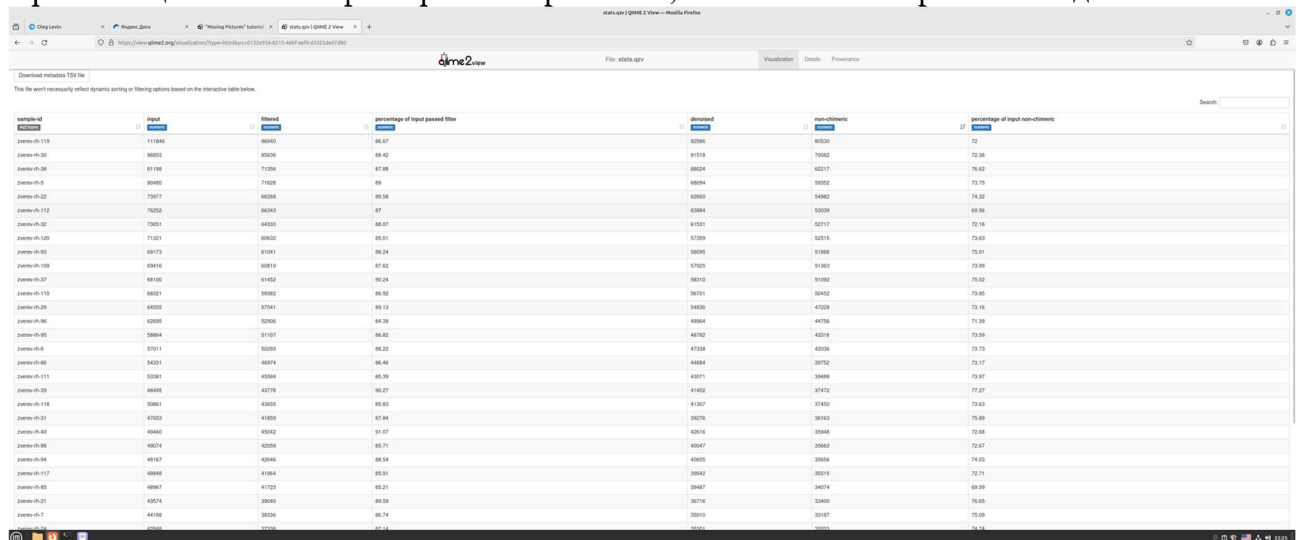 stats.qzv | QIIME 2 View — Mozilla Firefox
Oleg Levin × Яндекс Диск × "Moving Pictures" tutorial × stats.qzv | QIIME 2 View × +
qiime2view File: stats.qzv Visualization Details Provenance
Download metadata TSV file
This file won't necessarily reflect dynamic sorting or filtering options based on the interactive table below.
Search:
sample-id input filtered percentage of input passed filter denoised non-chimeric percentage of input non-chimeric
#q2:types numeric numeric numeric numeric numeric numeric
zverev-rh-119 111846 96940 86.67 92586 80530 72
zverev-rh-30 96853 85636 88.42 81518 70082 72.36
zverev-rh-38 81198 71356 87.88 68024 62217 76.62
zverev-rh-5 80480 71628 89 68094 59352 73.75
zverev-rh-22 73977 66268 89.58 62660 54982 74.32
zverev-rh-112 76252 66343 87 63884 53039 69.56
zverev-rh-32 73051 64333 88.07 61531 52717 72.16
zverev-rh-120 71321 60632 85.01 57359 52515 73.63
zverev-rh-93 69173 61041 88.24 58095 51888 75.01
zverev-rh-109 69416 60819 87.62 57925 51363 73.99
zverev-rh-37 68100 61452 90.24 58310 51092 75.02
zverev-rh-110 68321 59382 86.92 56701 50452 73.85
zverev-rh-29 64555 57541 89.13 54836 47228 73.16
zverev-rh-96 62695 52906 84.39 49964 44756 71.39
zverev-rh-95 58864 51107 86.82 48782 43316 73.59
zverev-rh-6 57011 50293 88.22 47338 42036 73.73
zverev-rh-86 54331 46974 86.46 44684 39752 73.17
zverev-rh-111 53381 45584 85.39 43071 39488 73.97
zverev-rh-39 48495 43778 90.27 41452 37472 77.27
zverev-rh-118 50861 43655 85.83 41307 37450 73.63
zverev-rh-31 47653 41859 87.84 39276 36163 75.89
zverev-rh-40 49460 45042 91.07 42616 35948 72.68
zverev-rh-88 49074 42059 85.71 40047 35663 72.67
zverev-rh-94 48167 42646 88.54 40655 35656 74.03
zverev-rh-117 48846 41964 85.91 39542 35515 72.71
zverev-rh-85 48967 41723 85.21 39487 34074 69.59
zverev-rh-21 43574 39040 89.59 36716 33400 76.65
zverev-rh-7 44198 38336 86.74 35910 33187 75.09
22:25